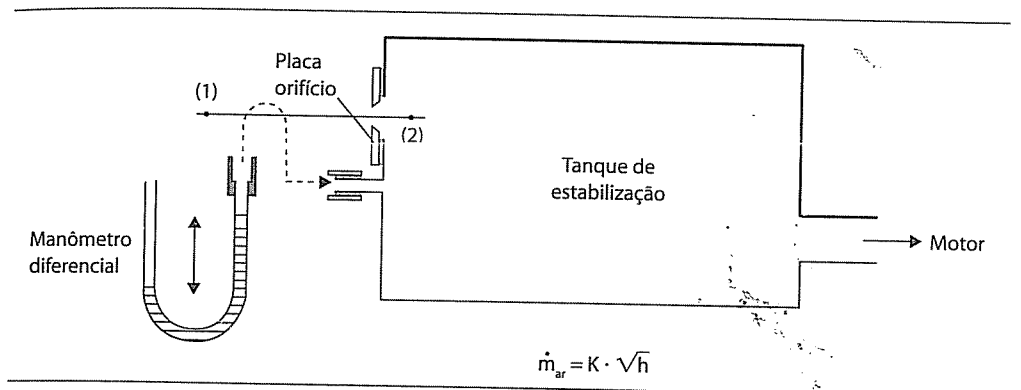 Placa
orifício
(1)
(2)
Tanque de
estabilização
Manômetro
diferencial
Motor
ṁar = K · √h